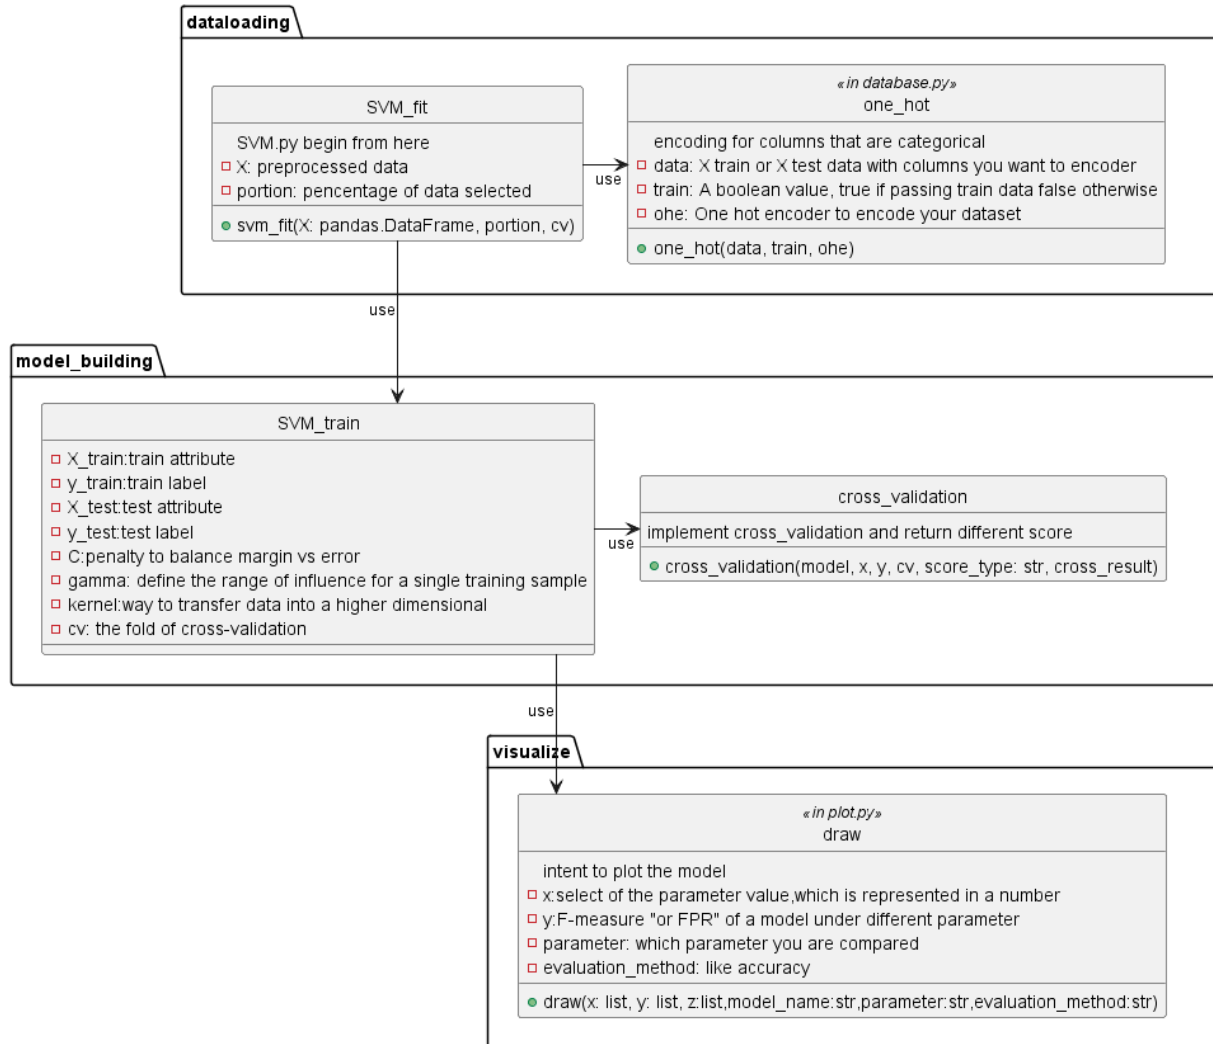 dataloading
SVM_fit
SVM.py begin from here
X: preprocessed data
portion: percentage of data selected
svm_fit(X: pandas.DataFrame, portion, cv)
use
«in database.py»
one_hot
encoding for columns that are categorical
data: X train or X test data with columns you want to encoder
train: A boolean value, true if passing train data false otherwise
ohe: One hot encoder to encode your dataset
one_hot(data, train, ohe)
use
model_building
SVM_train
X_train:train attribute
y_train:train label
X_test:test attribute
y_test:test label
C:penalty to balance margin vs error
gamma: define the range of influence for a single training sample
kernel:way to transfer data into a higher dimensional
cv: the fold of cross-validation
use
cross_validation
implement cross_validation and return different score
cross_validation(model, x, y, cv, score_type: str, cross_result)
use
visualize
«in plot.py»
draw
intent to plot the model
x:select of the parameter value,which is represented in a number
y:F-measure "or FPR" of a model under different parameter
parameter: which parameter you are compared
evaluation_method: like accuracy
draw(x: list, y: list, z:list,model_name:str,parameter:str,evaluation_method:str)